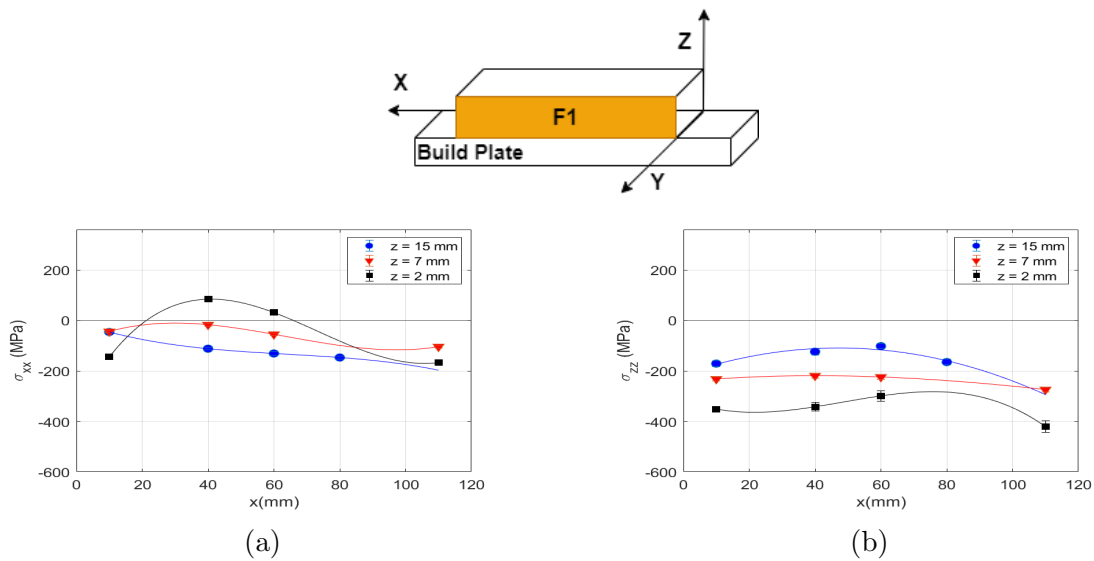 Z
X
F1
Build Plate
Y
z = 15 mm
z = 7 mm
z = 2 mm
200
0
-200
-400
-600
σxx (MPa)
0 20 40 60 80 100 120
x(mm)
(a)
z = 15 mm
z = 7 mm
z = 2 mm
200
0
-200
-400
-600
σzz (MPa)
0 20 40 60 80 100 120
x(mm)
(b)